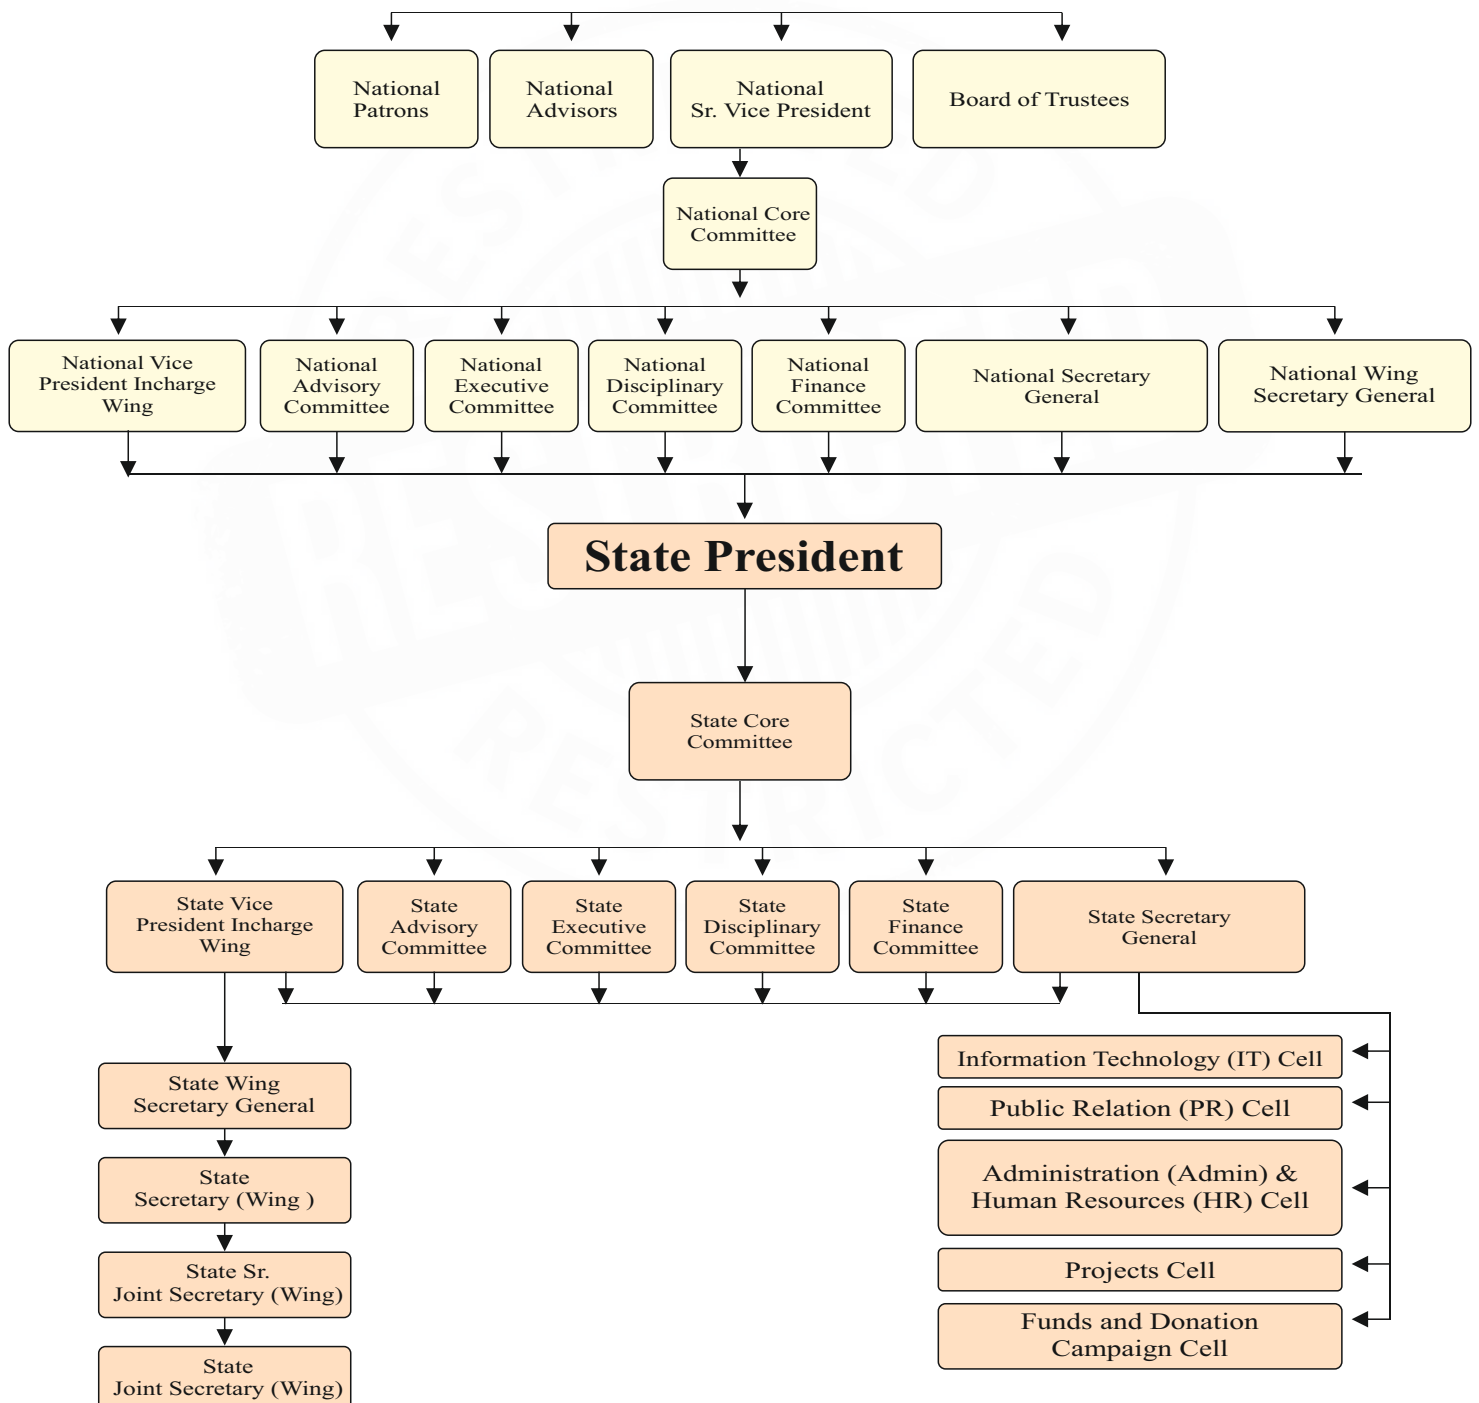 National
Patrons
National
Advisors
National
Sr. Vice President
Board of Trustees
National Core
Committee
National Vice
President Incharge
Wing
National
Advisory
Committee
National
Executive
Committee
National
Disciplinary
Committee
National
Finance
Committee
National Secretary
General
National Wing
Secretary General
State President
State Core
Committee
State Vice
President Incharge
Wing
State
Advisory
Committee
State
Executive
Committee
State
Disciplinary
Committee
State
Finance
Committee
State Secretary
General
State Wing
Secretary General
State
Secretary (Wing )
State Sr.
Joint Secretary (Wing)
State
Joint Secretary (Wing)
Information Technology (IT) Cell
Public Relation (PR) Cell
Administration (Admin) &
Human Resources (HR) Cell
Projects Cell
Funds and Donation
Campaign Cell
RESTRICTED
RESTRICTED
RESTRICTED